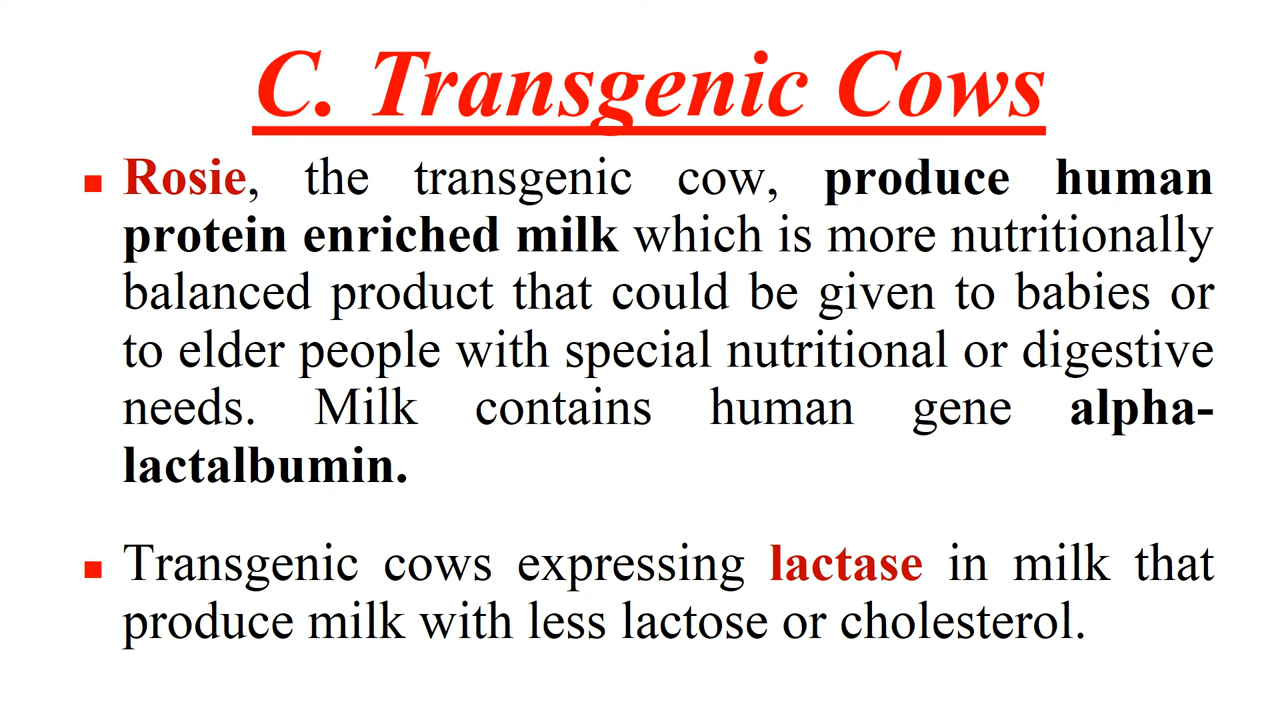 C. Transgenic Cows
Rosie, the transgenic cow, produce human
protein enriched milk which is more nutritionally
balanced product that could be given to babies or
to elder people with special nutritional or digestive
needs. Milk contains human gene alpha-
lactalbumin.
Transgenic cows expressing lactase in milk that
produce milk with less lactose or cholesterol.